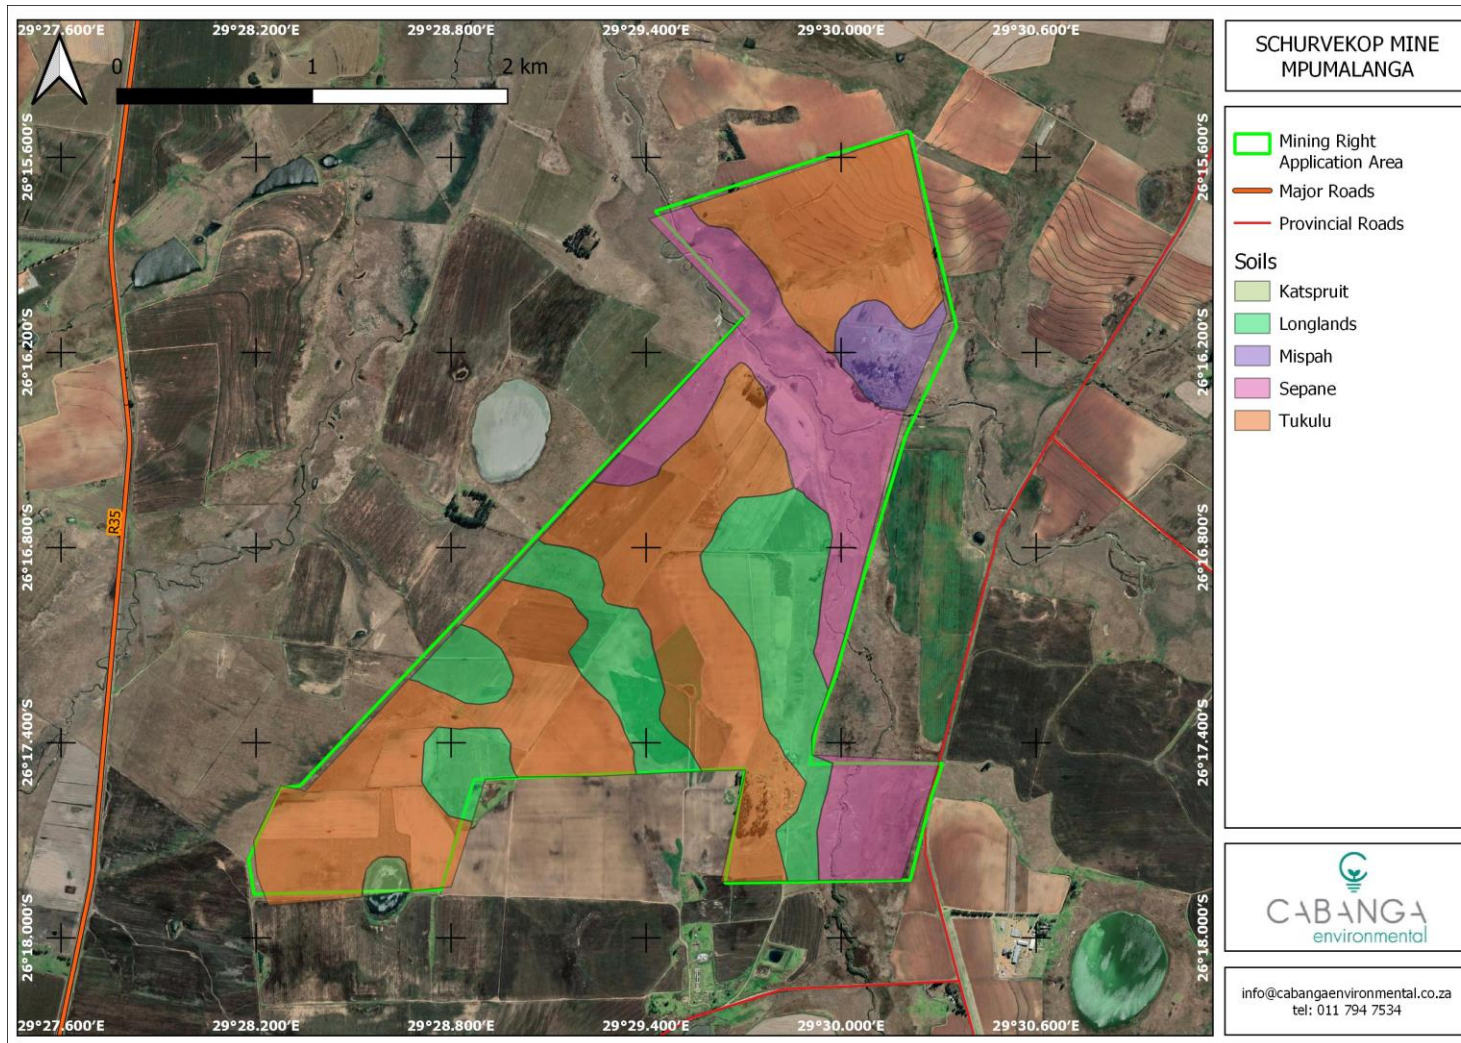 29°27.600'E 29°28.200'E 29°28.800'E 29°29.400'E 29°30.000'E 29°30.600'E
0 1 2 km
26°15.600'S 26°15.600'S
26°16.200'S 26°16.200'S
26°16.800'S 26°16.800'S
R35
26°17.400'S 26°17.400'S
26°18.000'S 26°18.000'S
29°27.600'E 29°28.200'E 29°28.800'E 29°29.400'E 29°30.000'E 29°30.600'E
SCHURVEKOP MINE
MPUMALANGA
Mining Right
Application Area
Major Roads
Provincial Roads
Soils
Katspruit
Longlands
Mispah
Sepane
Tukulu
CABANGA
environmental
info@cabangaenvironmental.co.za
tel: 011 794 7534